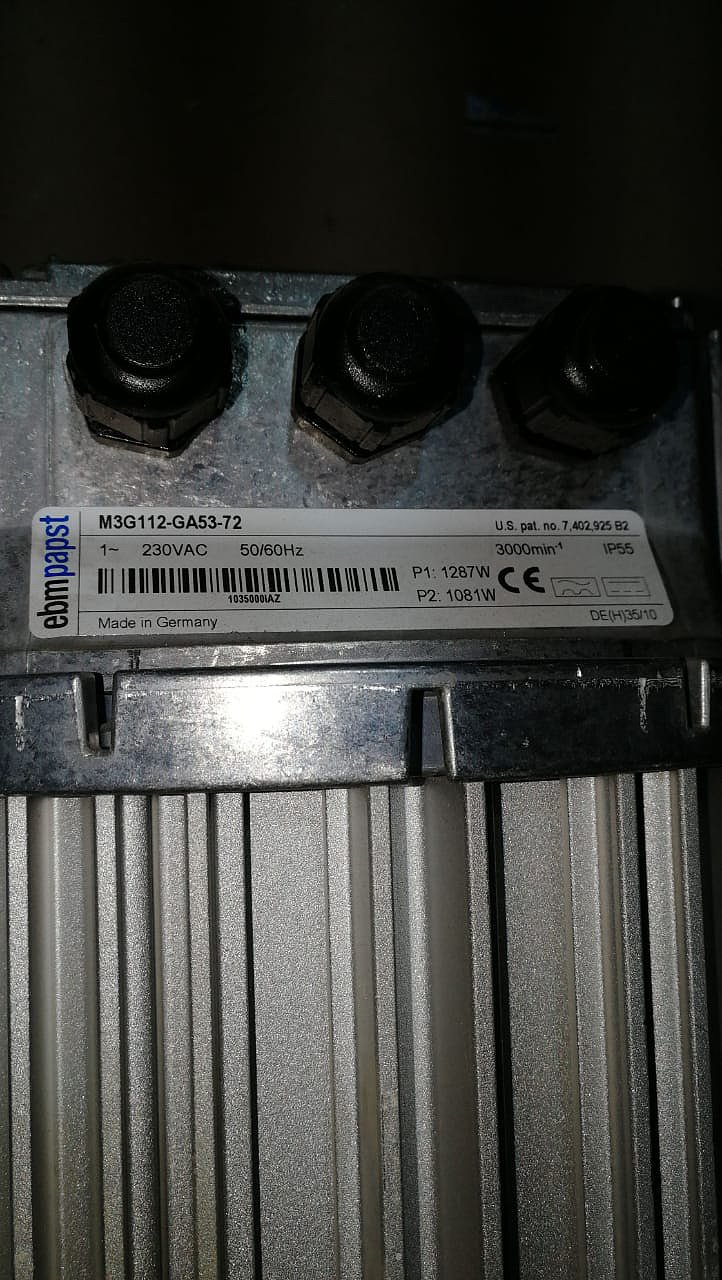 ebmpapst
M3G112-GA53-72 U.S. pat. no. 7,402,925 B2
1~ 230VAC 50/60Hz 3000min-1 IP55
P1: 1287W CE
1035000IAZ P2: 1081W
Made in Germany DE(H)35/10